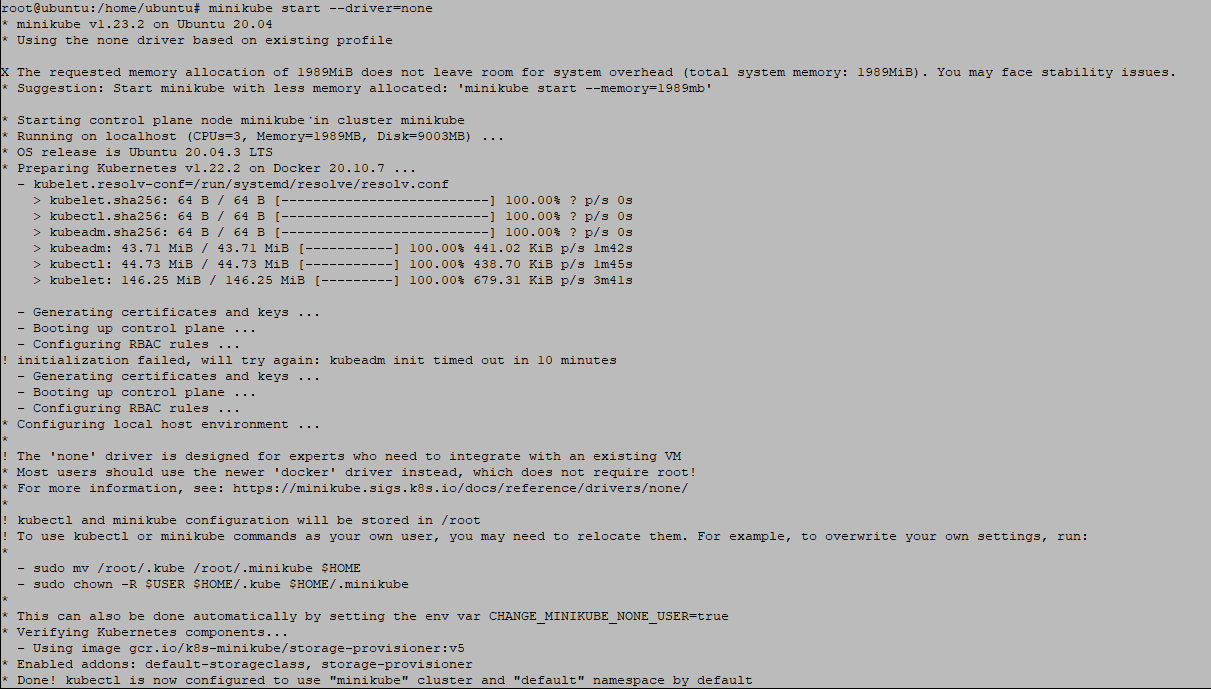 root@ubuntu:/home/ubuntu# minikube start --driver=none
* minikube v1.23.2 on Ubuntu 20.04
* Using the none driver based on existing profile
X The requested memory allocation of 1989MiB does not leave room for system overhead (total system memory: 1989MiB). You may face stability issues.
* Suggestion: Start minikube with less memory allocated: 'minikube start --memory=1989mb'
* Starting control plane node minikube in cluster minikube
* Running on localhost (CPUs=3, Memory=1989MB, Disk=9003MB) ...
* OS release is Ubuntu 20.04.3 LTS
* Preparing Kubernetes v1.22.2 on Docker 20.10.7 ...
  - kubelet.resolv-conf=/run/systemd/resolve/resolv.conf
    > kubelet.sha256: 64 B / 64 B [--------------------------] 100.00% ? p/s 0s
    > kubectl.sha256: 64 B / 64 B [--------------------------] 100.00% ? p/s 0s
    > kubeadm.sha256: 64 B / 64 B [--------------------------] 100.00% ? p/s 0s
    > kubeadm: 43.71 MiB / 43.71 MiB [-----------] 100.00% 441.02 KiB p/s 1m42s
    > kubectl: 44.73 MiB / 44.73 MiB [-----------] 100.00% 438.70 KiB p/s 1m45s
    > kubelet: 146.25 MiB / 146.25 MiB [---------] 100.00% 679.31 KiB p/s 3m41s
  - Generating certificates and keys ...
  - Booting up control plane ...
  - Configuring RBAC rules ...
! initialization failed, will try again: kubeadm init timed out in 10 minutes
  - Generating certificates and keys ...
  - Booting up control plane ...
  - Configuring RBAC rules ...
* Configuring local host environment ...
*
! The 'none' driver is designed for experts who need to integrate with an existing VM
* Most users should use the newer 'docker' driver instead, which does not require root!
* For more information, see: https://minikube.sigs.k8s.io/docs/reference/drivers/none/
*
! kubectl and minikube configuration will be stored in /root
! To use kubectl or minikube commands as your own user, you may need to relocate them. For example, to overwrite your own settings, run:
*
  - sudo mv /root/.kube /root/.minikube $HOME
  - sudo chown -R $USER $HOME/.kube $HOME/.minikube
*
* This can also be done automatically by setting the env var CHANGE_MINIKUBE_NONE_USER=true
* Verifying Kubernetes components...
  - Using image gcr.io/k8s-minikube/storage-provisioner:v5
* Enabled addons: default-storageclass, storage-provisioner
* Done! kubectl is now configured to use "minikube" cluster and "default" namespace by default